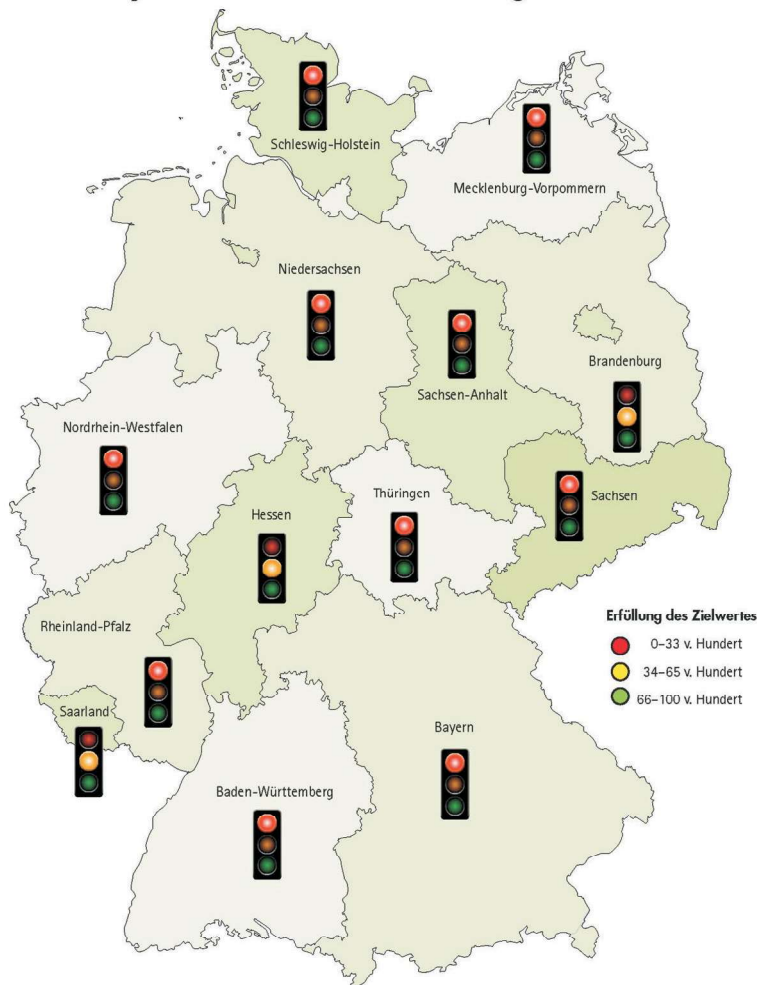 Schleswig-Holstein
Mecklenburg-Vorpommern
Niedersachsen
Brandenburg
Sachsen-Anhalt
Nordrhein-Westfalen
Thüringen
Sachsen
Hessen
Rheinland-Pfalz
Saarland
Bayern
Baden-Württemberg
Erfüllung des Zielwertes
0–33 v. Hundert
34–65 v. Hundert
66–100 v. Hundert